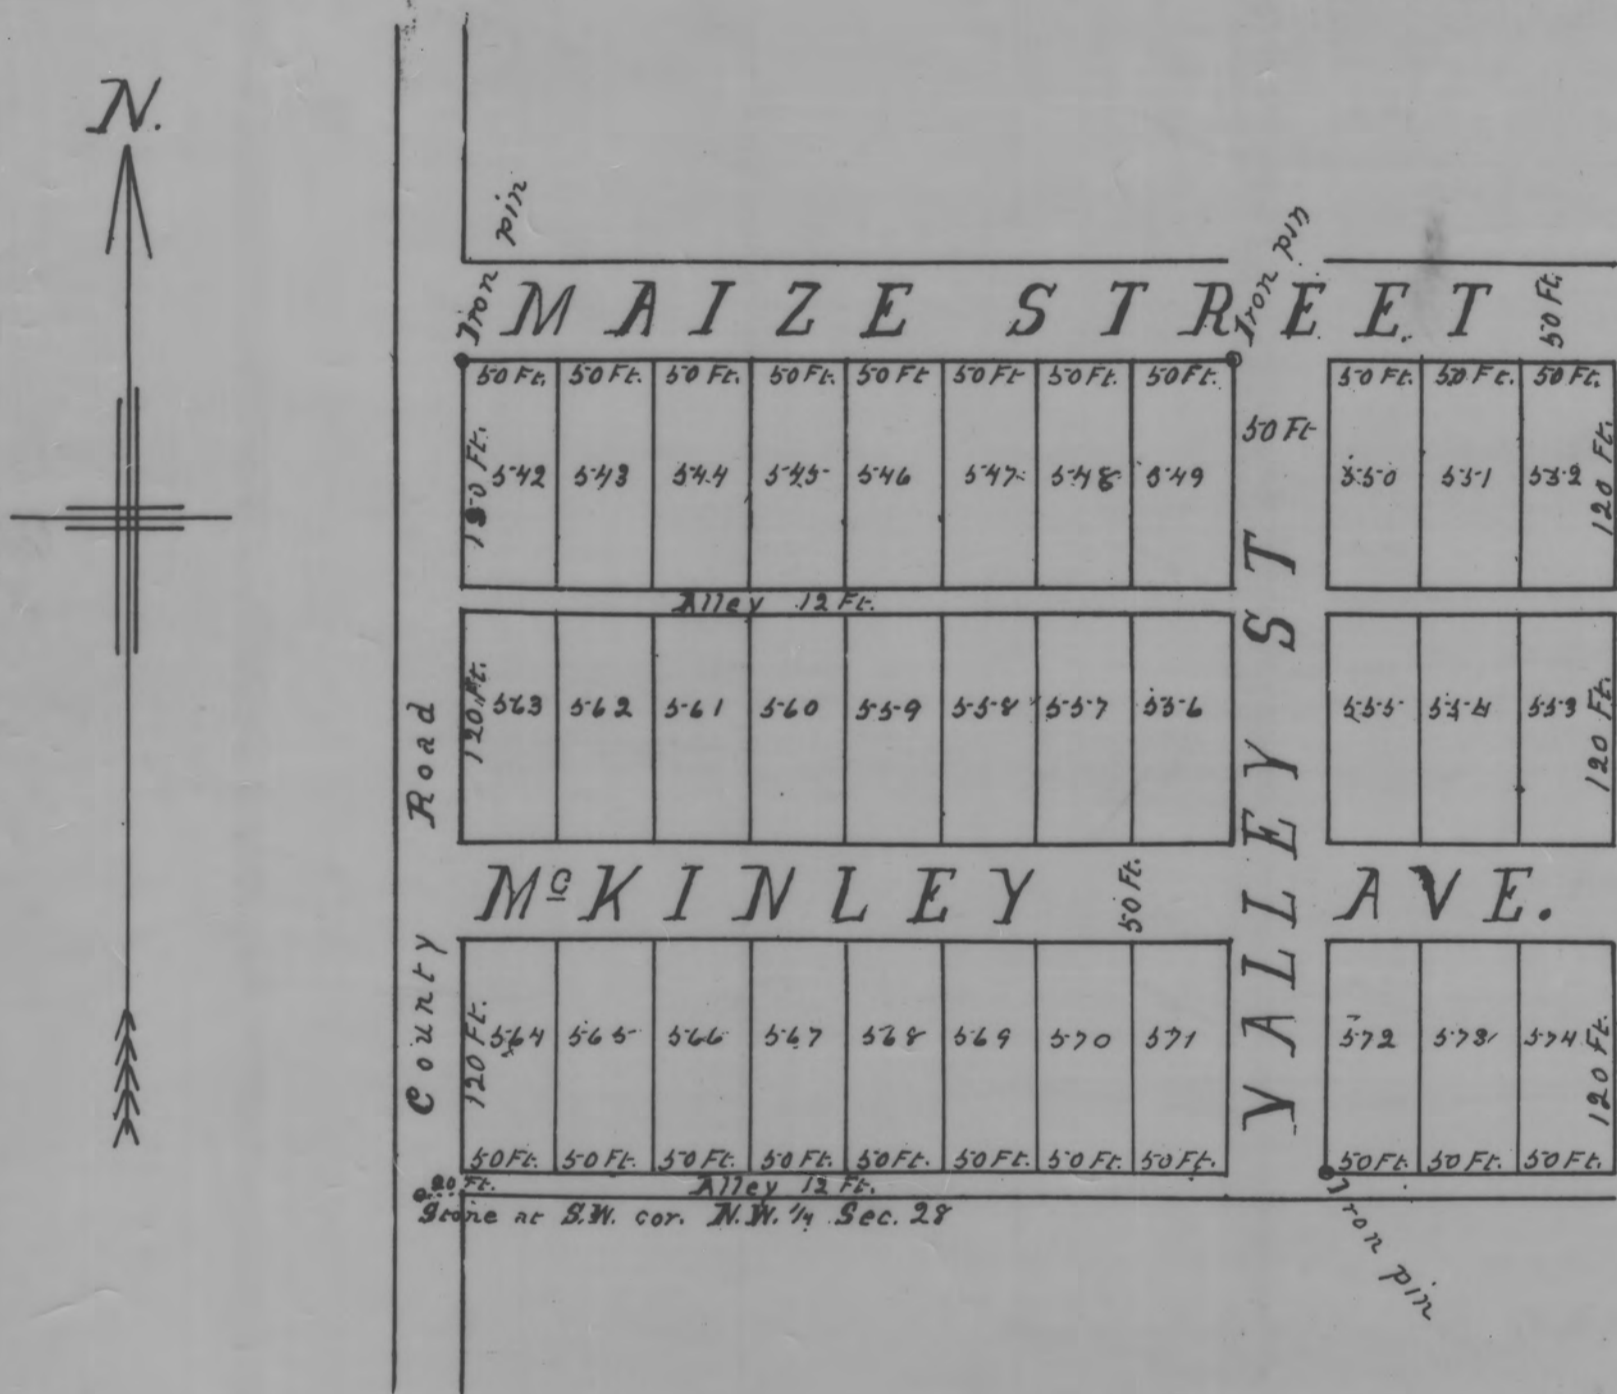 N.
Iron pin
Iron pin
MAIZE STREET
50 Ft.
50 Ft. 50 Ft. 50 Ft. 50 Ft. 50 Ft 50 Ft 50 Ft. 50 Ft.
50 Ft. 50 Ft. 50 Ft.
50 Ft
542 543 544 545 546 547 548 549
550 551 552
120 Ft.
Alley 12 Ft.
120 Ft.
563 562 561 560 559 558 557 556
555 554 553
120 Ft.
McKINLEY AVE.
50 Ft.
VALLEY ST
County Road
120 Ft.
564 565 566 567 568 569 570 571
572 573 574
120 Ft.
50 Ft. 50 Ft. 50 Ft. 50 Ft. 50 Ft. 50 Ft. 50 Ft. 50 Ft.
50 Ft. 50 Ft. 50 Ft.
20 Ft.
Alley 12 Ft.
Stone at S.W. cor. N.W. 1/4 Sec. 28
Iron pin